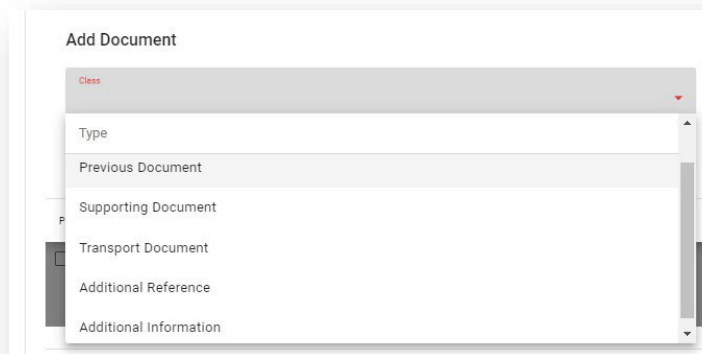 Add Document
Class
Type
Previous Document
Supporting Document
P
Transport Document
Additional Reference
Additional Information